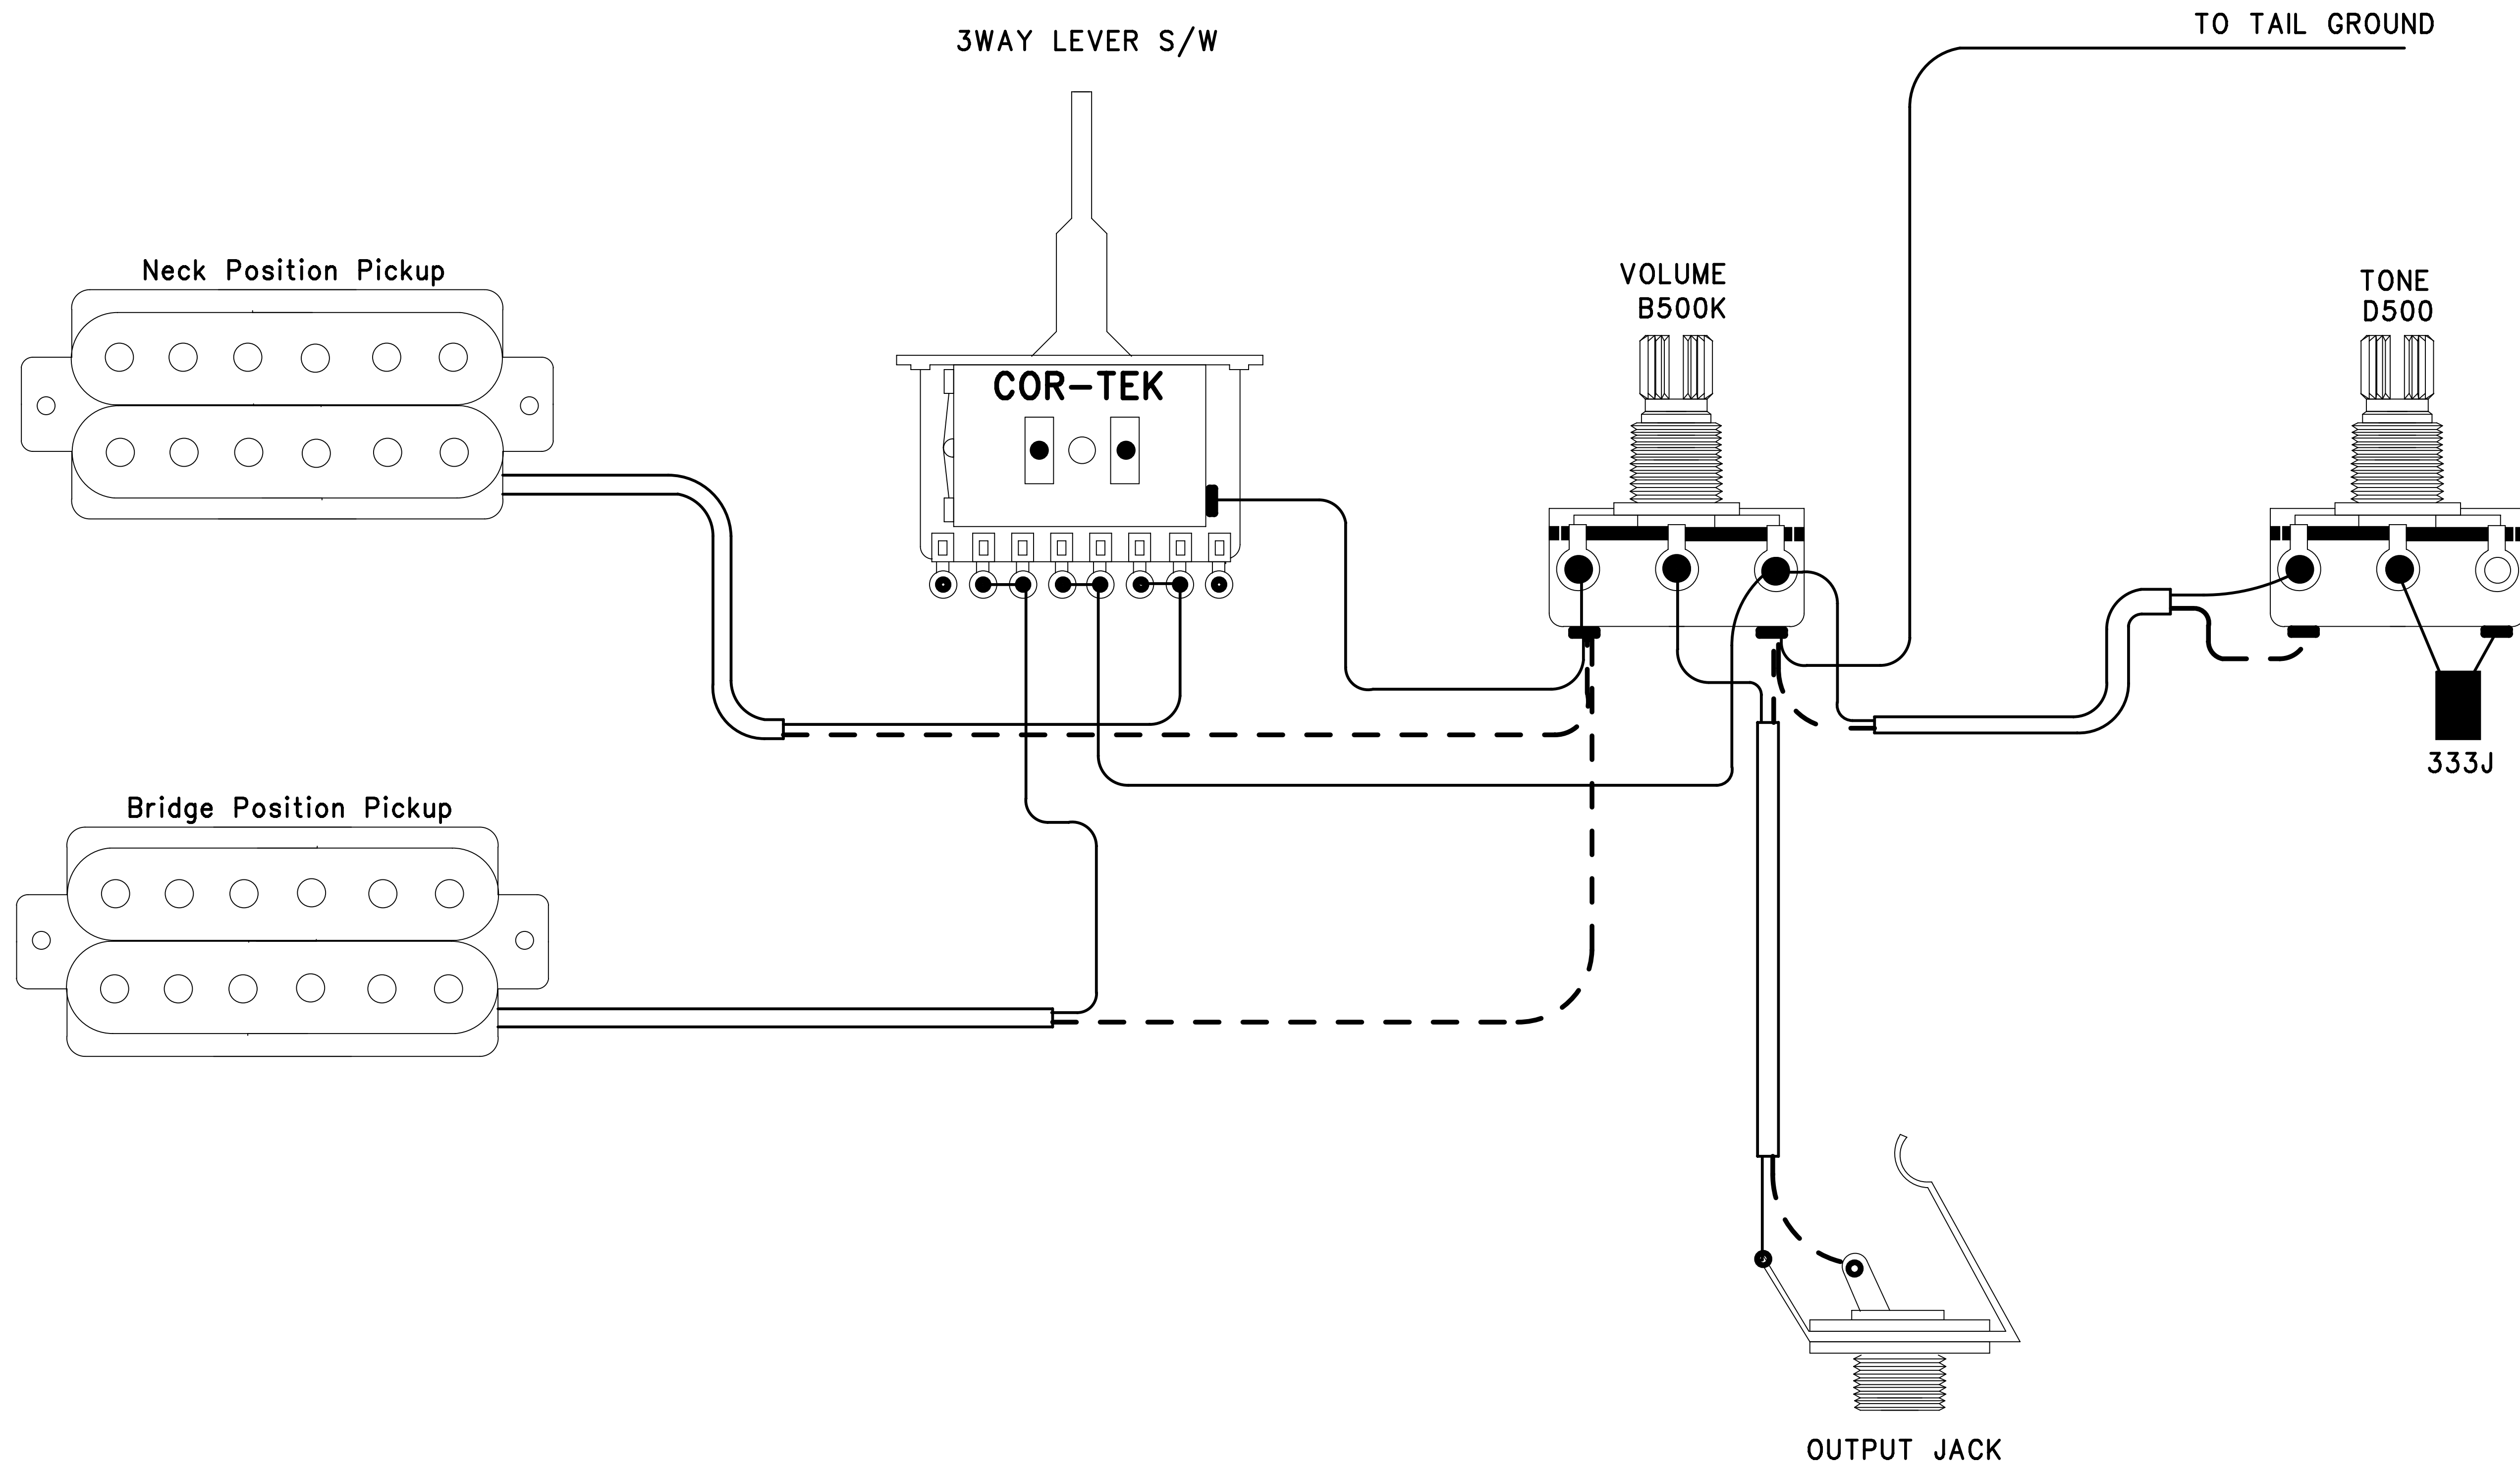 TO TAIL GROUND
3WAY LEVER S/W
Neck Position Pickup
VOLUME
B500K
TONE
D500
COR-TEK
333J
Bridge Position Pickup
OUTPUT JACK